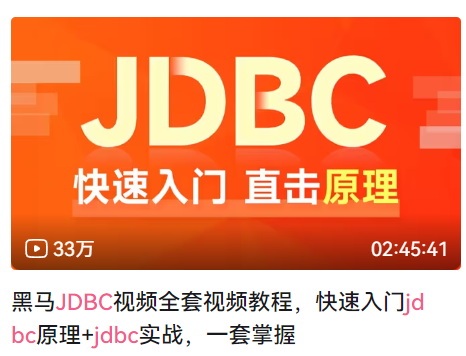 JDBC
快速入门 直击原理
33万
02:45:41
黑马JDBC视频全套视频教程，快速入门jd
bc原理+jdbc实战，一套掌握